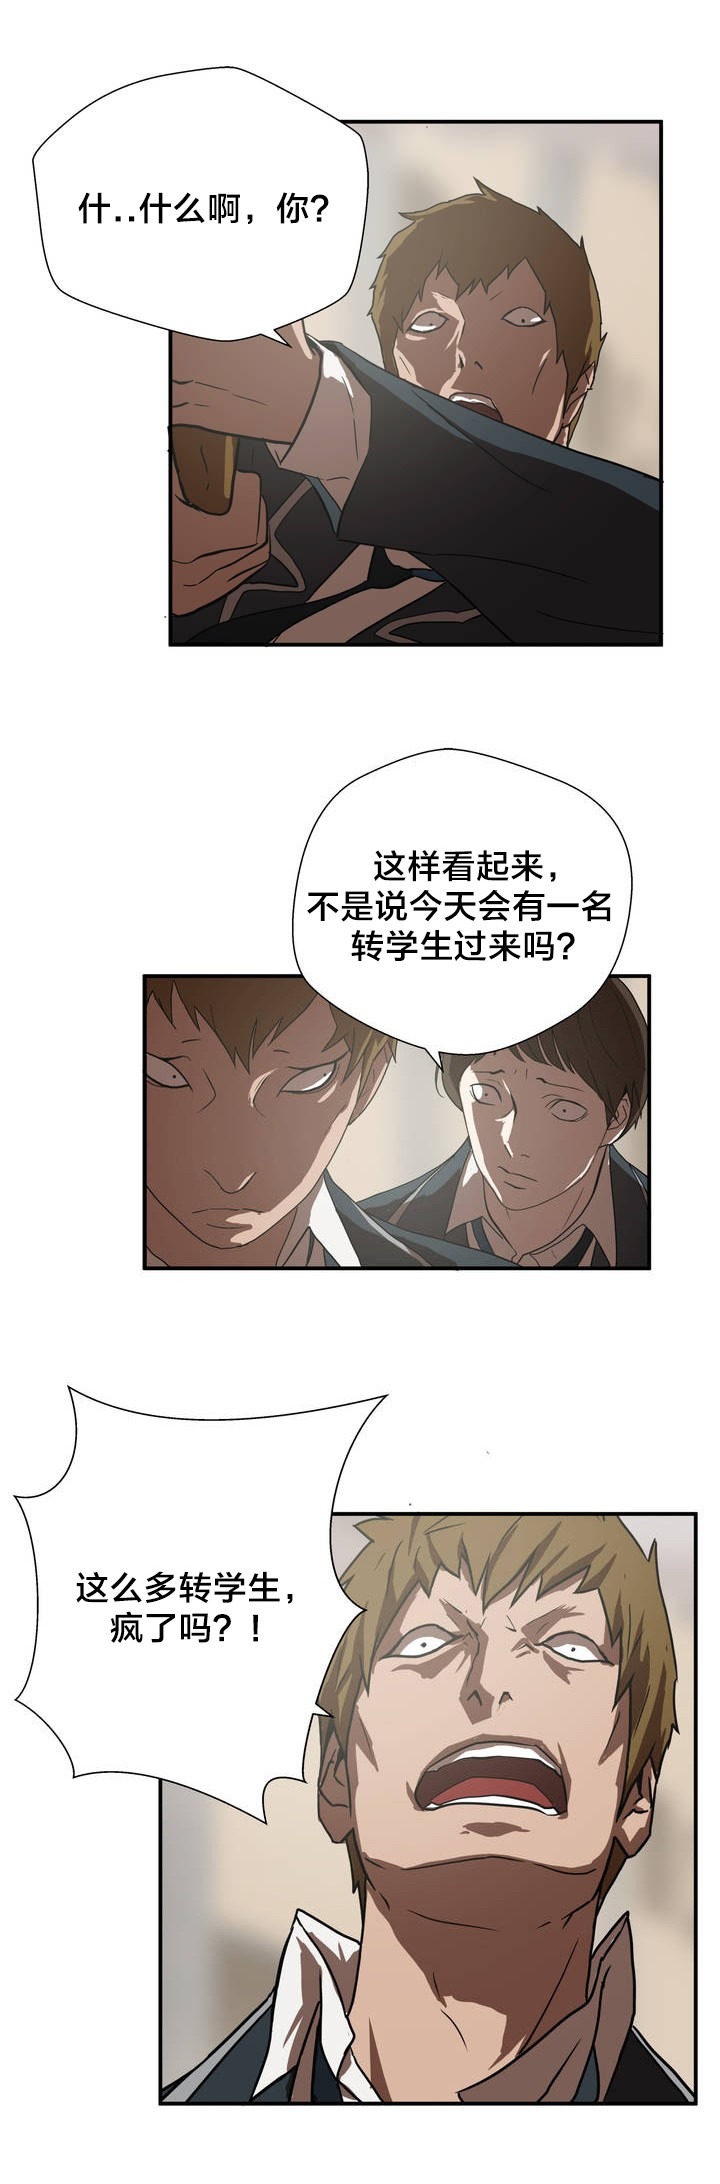 什..什么啊，你？
这样看起来，
不是说今天会有一名
转学生过来吗？
这么多转学生，
疯了吗？！